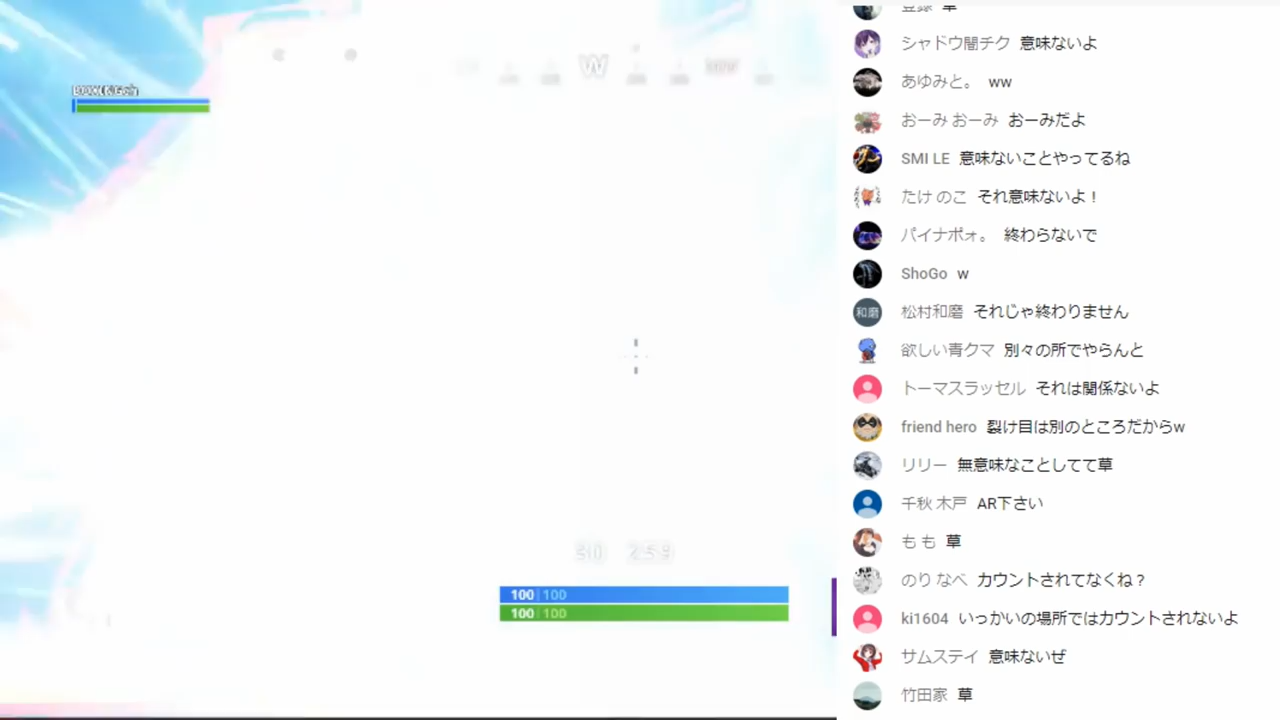 W
30 259
100 | 100
100 | 100
登録 草
シャドウ闇チク 意味ないよ
あゆみと。 ww
おーみ おーみ おーみだよ
SMI LE 意味ないことやってるね
たけ のこ それ意味ないよ！
パイナポォ。 終わらないで
ShoGo w
和磨 松村和磨 それじゃ終わりません
欲しい青クマ 別々の所でやらんと
トーマスラッセル それは関係ないよ
friend hero 裂け目は別のところだからw
リリー 無意味なことしてて草
千秋 木戸 AR下さい
も も 草
のり なべ カウントされてなくね？
ki1604 いっかいの場所ではカウントされないよ
サムステイ 意味ないぜ
竹田家 草